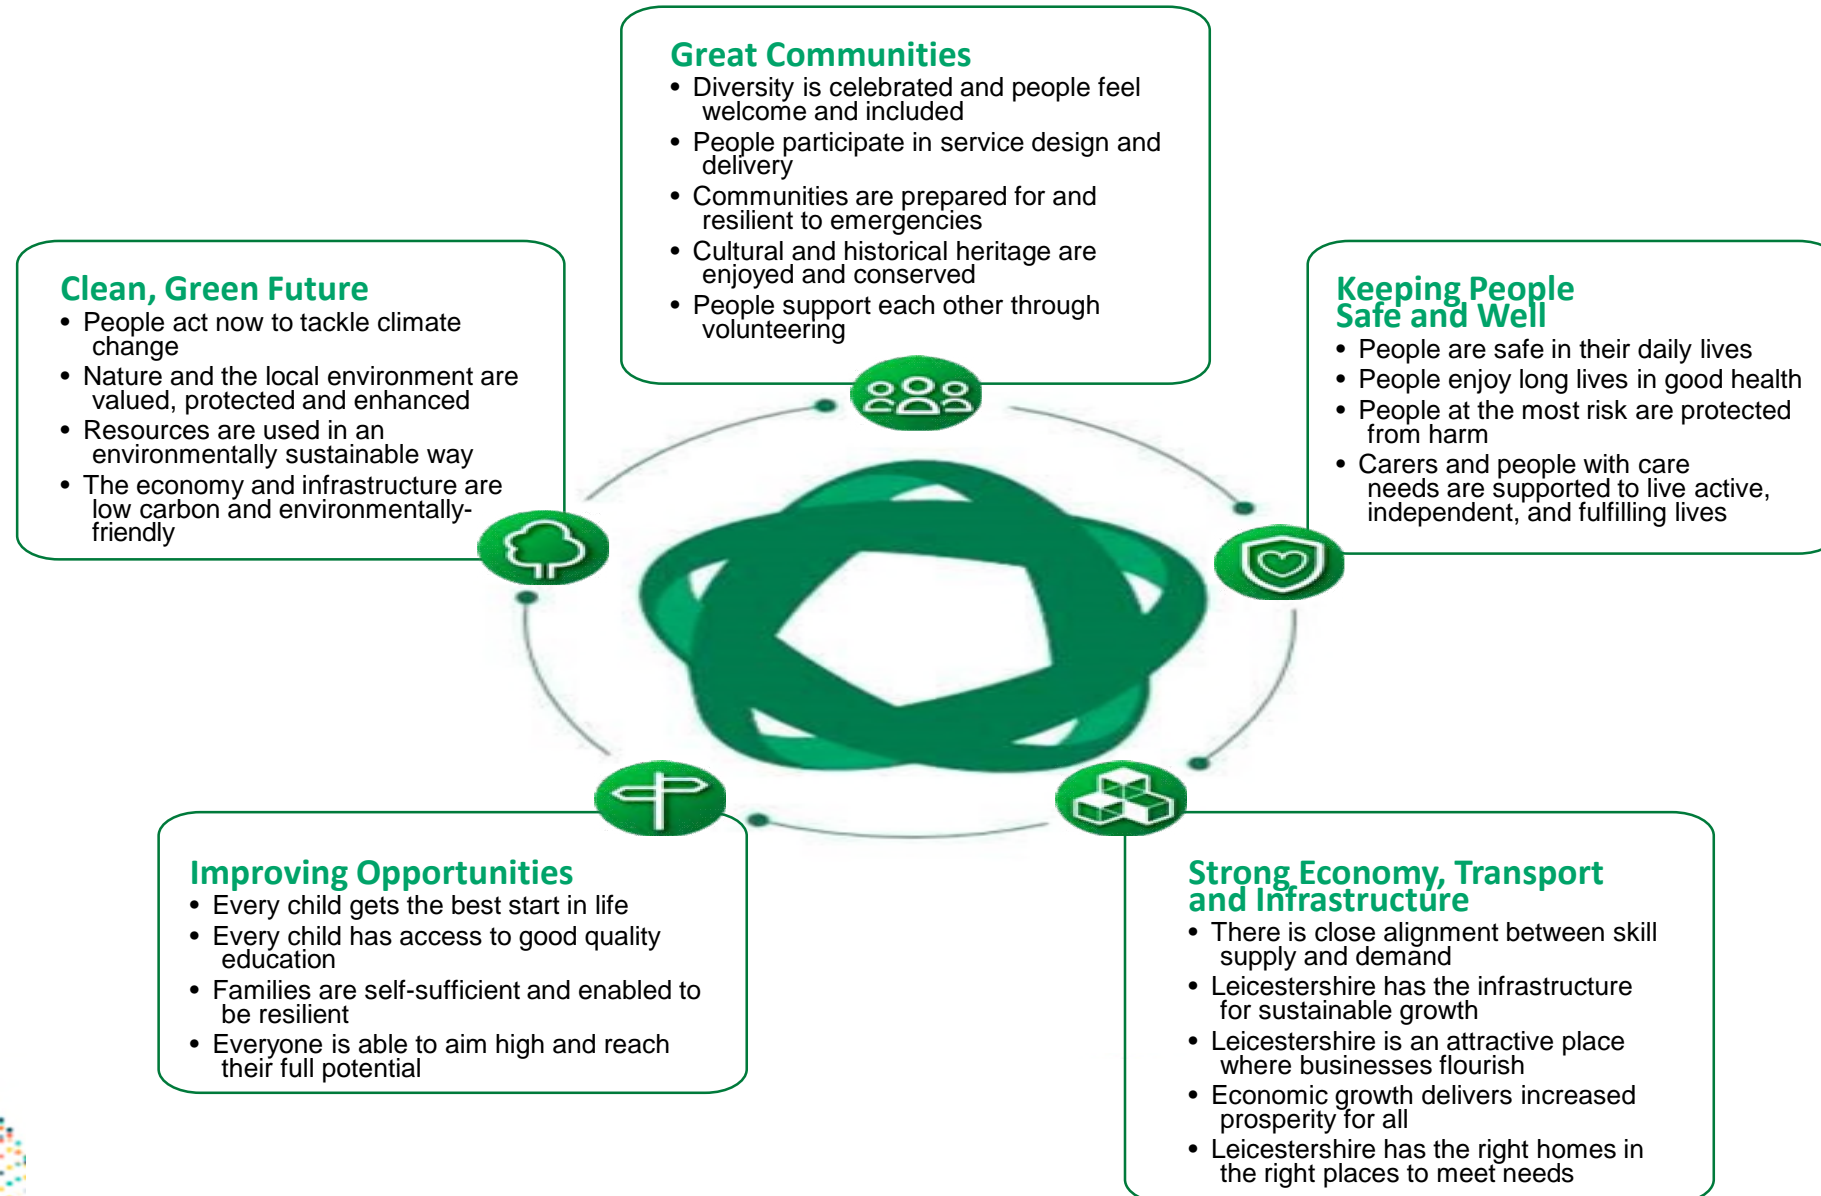 Great Communities
• Diversity is celebrated and people feel
welcome and included
• People participate in service design and
delivery
• Communities are prepared for and
resilient to emergencies
• Cultural and historical heritage are
enjoyed and conserved
• People support each other through
volunteering
Clean, Green Future
• People act now to tackle climate
change
• Nature and the local environment are
valued, protected and enhanced
• Resources are used in an
environmentally sustainable way
• The economy and infrastructure are
low carbon and environmentally-
friendly
Keeping People
Safe and Well
• People are safe in their daily lives
• People enjoy long lives in good health
• People at the most risk are protected
from harm
• Carers and people with care
needs are supported to live active,
independent, and fulfilling lives
Improving Opportunities
• Every child gets the best start in life
• Every child has access to good quality
education
• Families are self-sufficient and enabled to
be resilient
• Everyone is able to aim high and reach
their full potential
Strong Economy, Transport
and Infrastructure
• There is close alignment between skill
supply and demand
• Leicestershire has the infrastructure
for sustainable growth
• Leicestershire is an attractive place
where businesses flourish
• Economic growth delivers increased
prosperity for all
• Leicestershire has the right homes in
the right places to meet needs